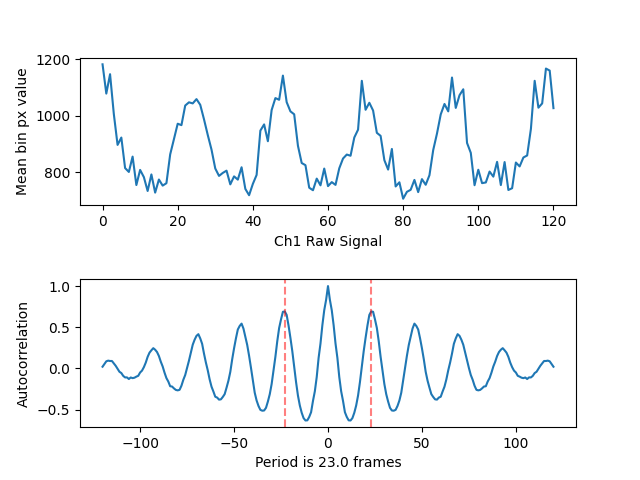 1200
1000
800
Mean bin px value
0 20 40 60 80 100 120
Ch1 Raw Signal
1.0
0.5
0.0
−0.5
Autocorrelation
−100 −50 0 50 100
Period is 23.0 frames